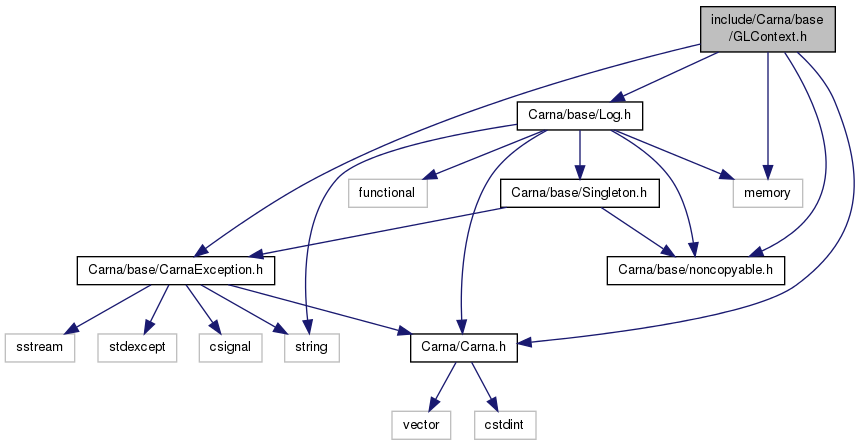 include/Carna/base
/GLContext.h
Carna/base/Log.h
functional
Carna/base/Singleton.h
memory
Carna/base/CarnaException.h
Carna/base/noncopyable.h
sstream
stdexcept
csignal
string
Carna/Carna.h
vector
cstdint